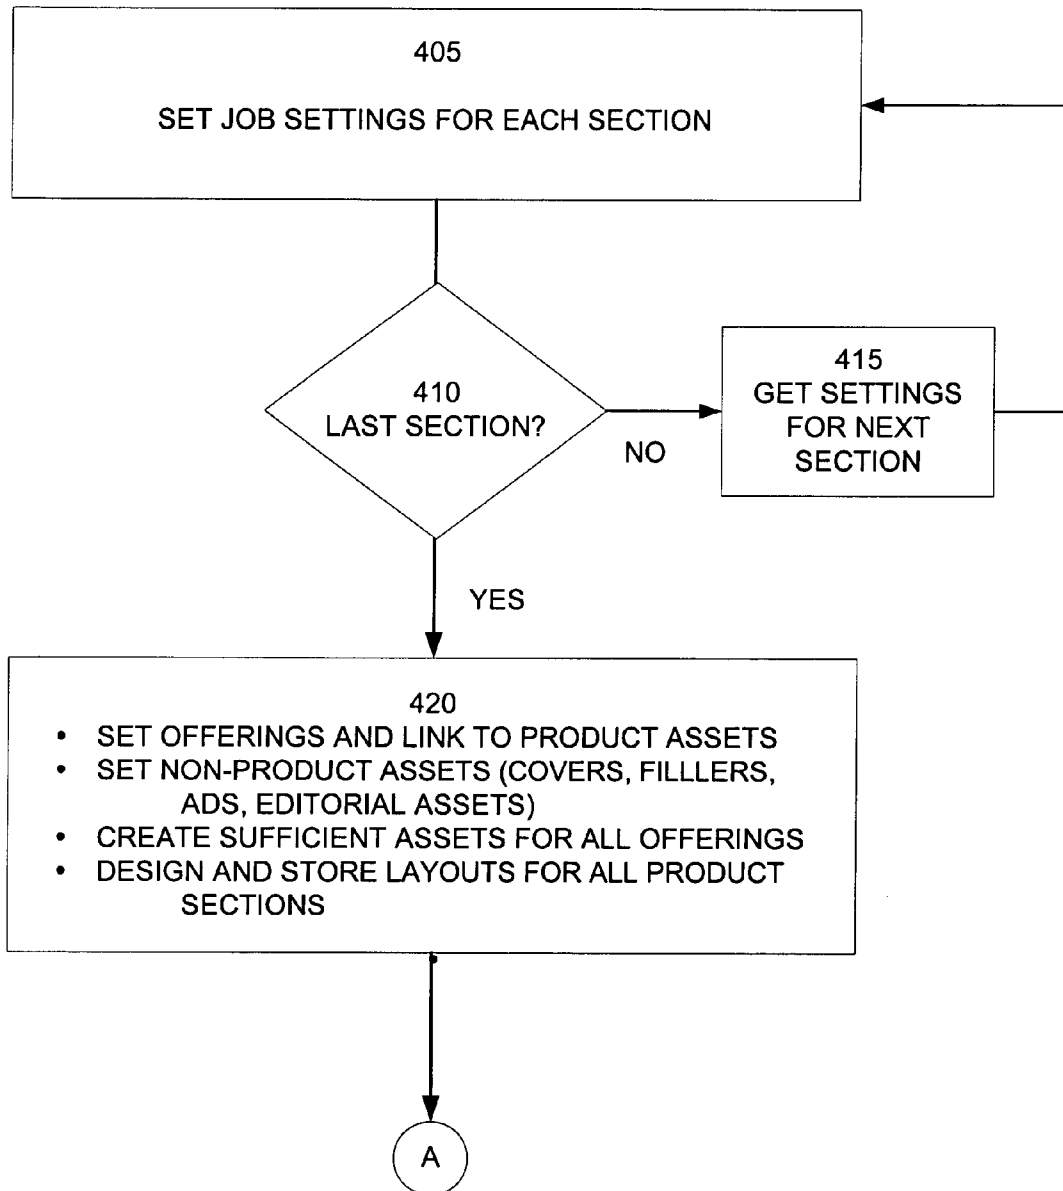 405
SET JOB SETTINGS FOR EACH SECTION
410
LAST SECTION?
NO
415
GET SETTINGS
FOR NEXT
SECTION
YES
420
• SET OFFERINGS AND LINK TO PRODUCT ASSETS
• SET NON-PRODUCT ASSETS (COVERS, FILLLERS,
ADS, EDITORIAL ASSETS)
• CREATE SUFFICIENT ASSETS FOR ALL OFFERINGS
• DESIGN AND STORE LAYOUTS FOR ALL PRODUCT
SECTIONS
A